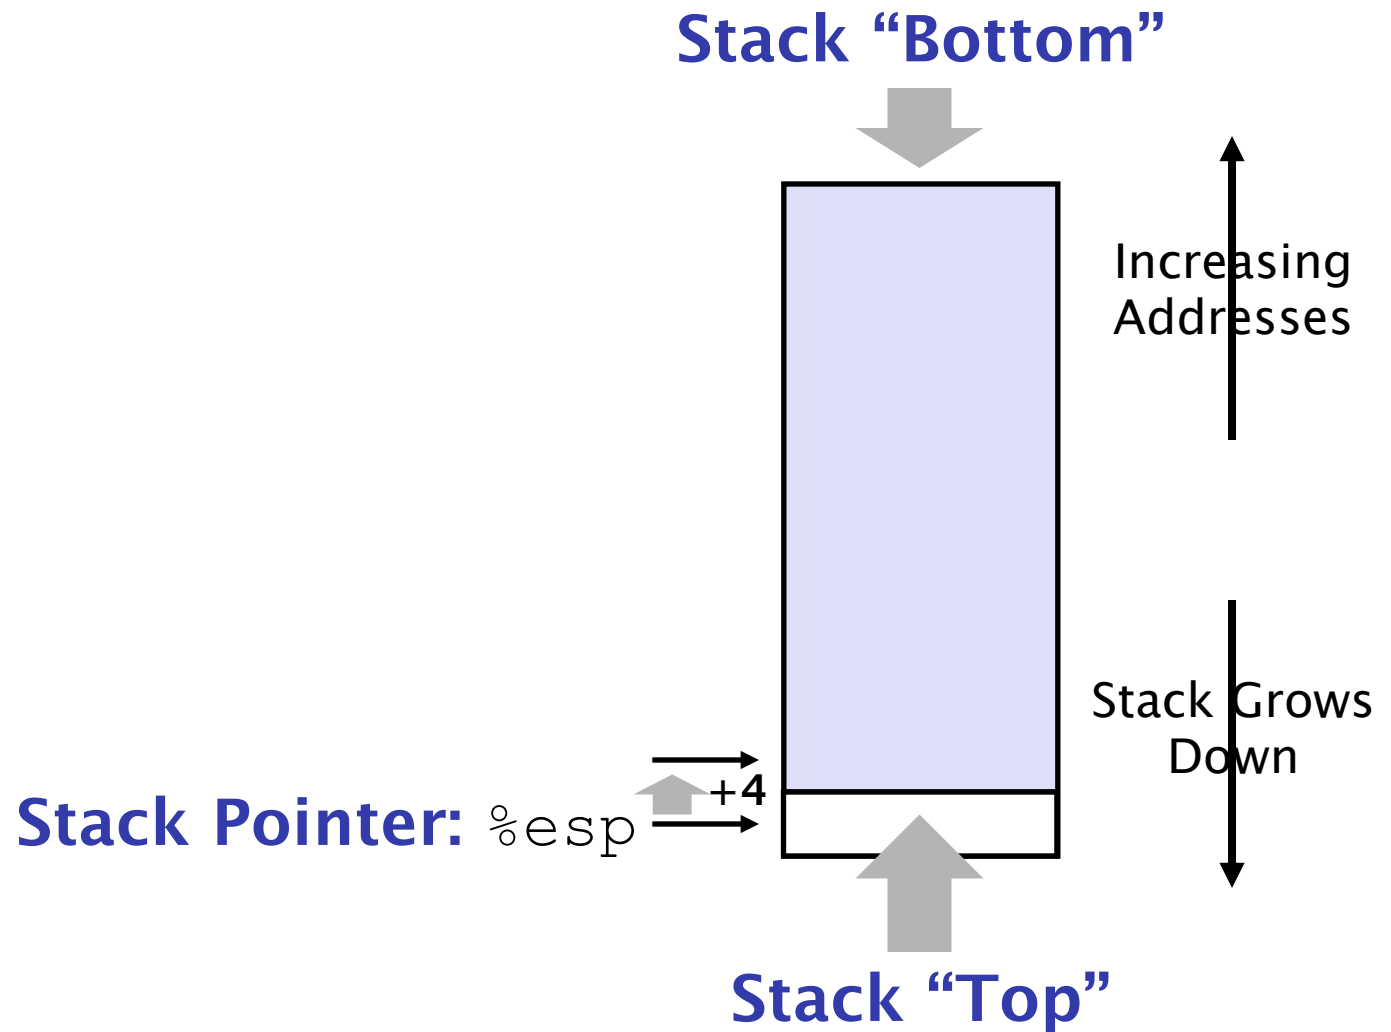 Stack “Bottom”
Increasing
Addresses
Stack Grows
Down
+4
Stack Pointer: %esp
Stack “Top”